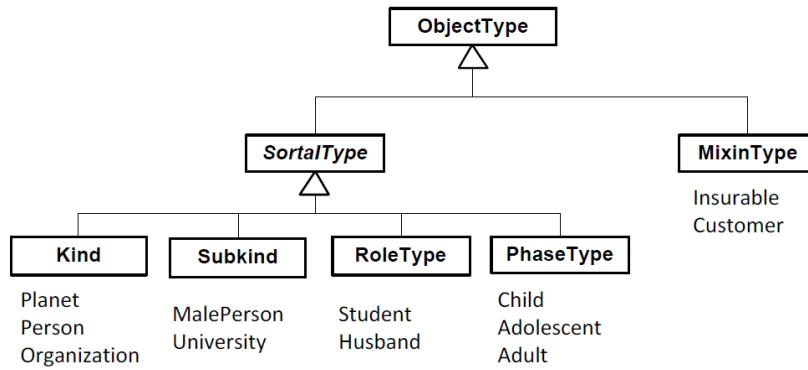 ObjectType
SortalType
MixinType
Insurable
Customer
Kind
Subkind
RoleType
PhaseType
Planet
Person
Organization
MalePerson
University
Student
Husband
Child
Adolescent
Adult